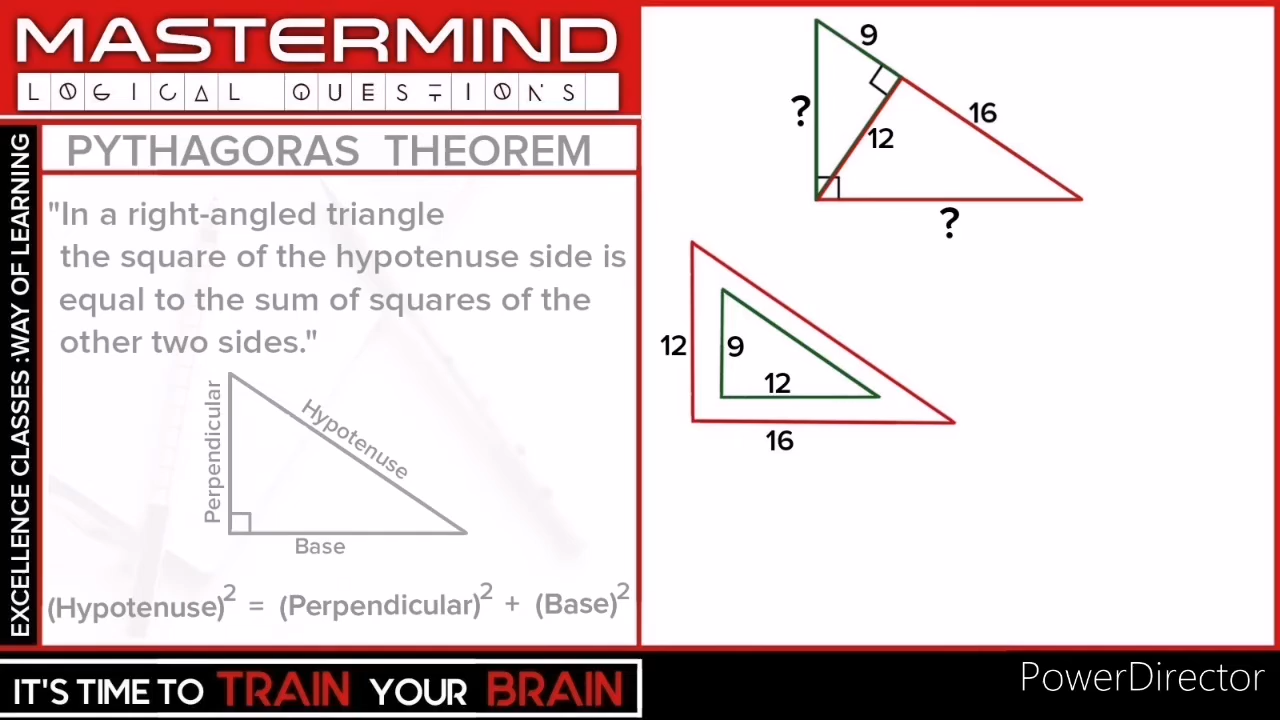 MASTERMIND
LOGICAL QUESTIONS
EXCELLENCE CLASSES :WAY OF LEARNING
PYTHAGORAS THEOREM
"In a right-angled triangle
the square of the hypotenuse side is
equal to the sum of squares of the
other two sides."
Perpendicular
Hypotenuse
Base
(Hypotenuse)² = (Perpendicular)² + (Base)²
9
?
12
16
?
12
9
12
16
IT'S TIME TO TRAIN YOUR BRAIN
PowerDirector